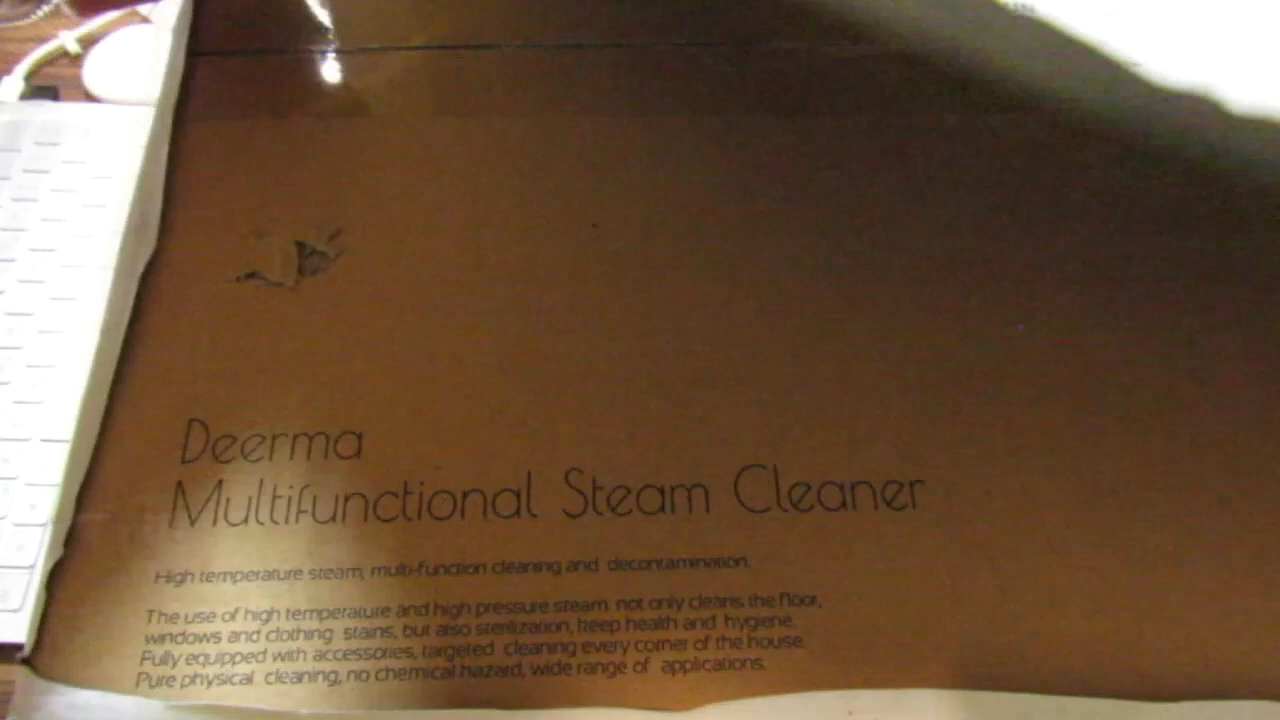 Deerma
Multifunctional Steam Cleaner
High temperature steam, multi-function cleaning and decontamination.
The use of high temperature and high pressure steam not only cleans the floor,
windows and clothing stains, but also sterilization, keep health and hygiene.
Fully equipped with accessories, targeted cleaning every corner of the house.
Pure physical cleaning, no chemical hazard, wide range of applications.